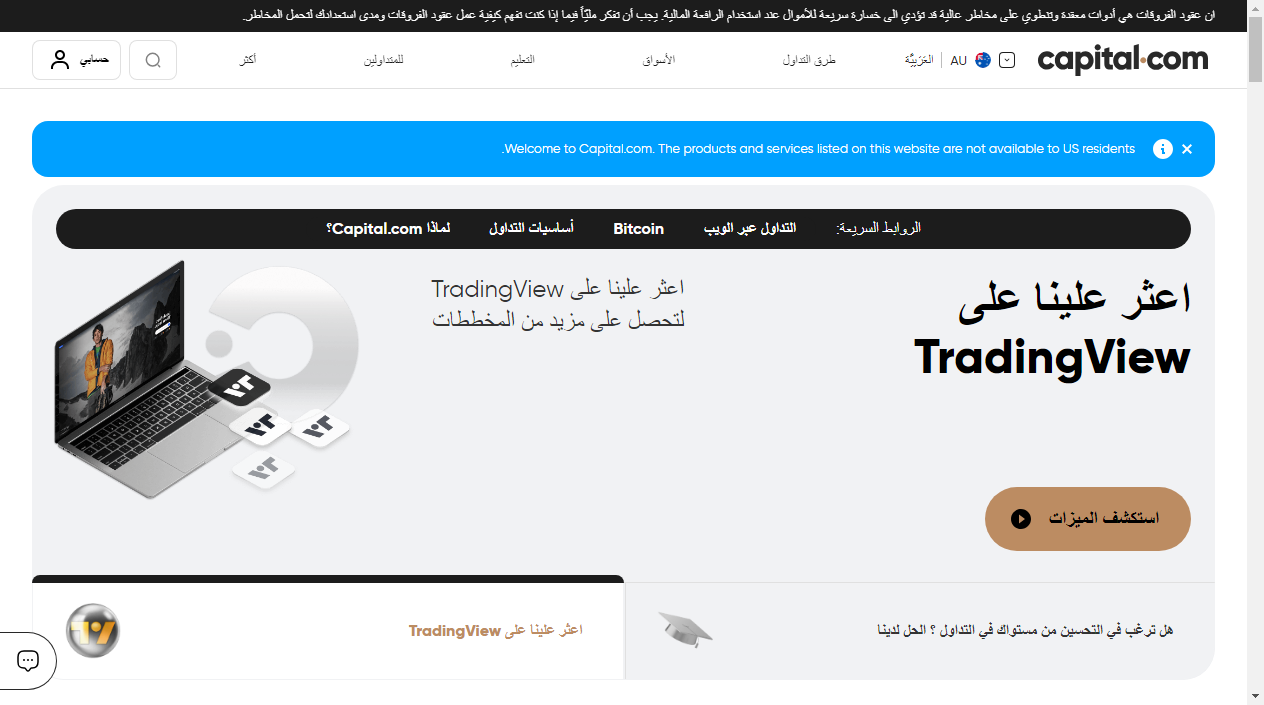 ان عقود الفروقات هي أدوات معقدة وتنطوي على مخاطر عالية قد تؤدي الى خسارة سريعة للأموال عند استخدام الرافعة المالية. يجب أن تفكر مليًّا فيما إذا كنت تفهم كيفية عمل عقود الفروقات ومدى استعدادك لتحمل المخاطر.
capital.com
AU العَرَبيَّة
طرق التداول
الأسواق
التعليم
للمتداولين
أكثر
حسابي
Welcome to Capital.com. The products and services listed on this website are not available to US residents.
الروابط السريعة: التداول عبر الويب Bitcoin أساسيات التداول لماذا Capital.com؟
اعثر علينا على
TradingView
اعثر علينا على TradingView
لتحصل على مزيد من المخططات
استكشف الميزات
هل ترغب في التحسين من مستواك في التداول ؟ الحل لدينا
اعثر علينا على TradingView